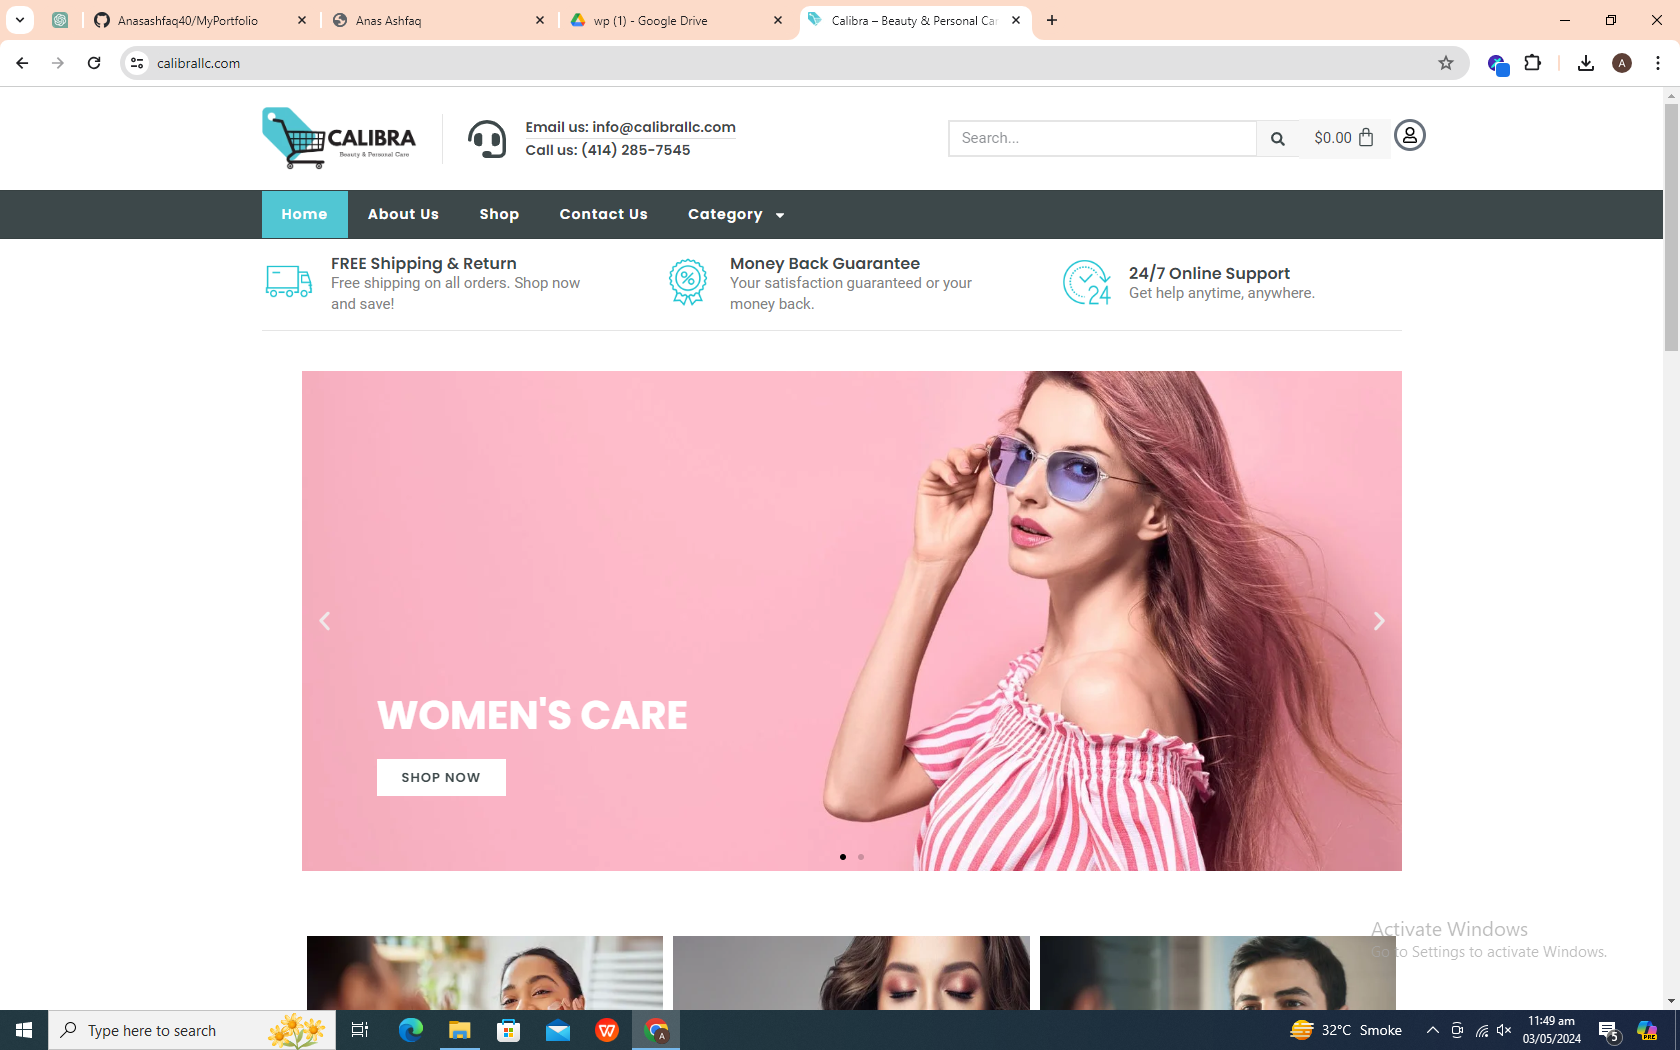 Anasashfaq40/MyPortfolio
Anas Ashfaq
wp (1) - Google Drive
Calibra – Beauty & Personal Car
calibrallc.com
A
CALIBRA
Beauty & Personal Care
Email us: info@calibrallc.com
Call us: (414) 285-7545
Search...
$0.00
Home
About Us
Shop
Contact Us
Category
FREE Shipping & Return
Free shipping on all orders. Shop now
and save!
%
Money Back Guarantee
Your satisfaction guaranteed or your
money back.
24
24/7 Online Support
Get help anytime, anywhere.
WOMEN'S CARE
SHOP NOW
Activate Windows
Go to Settings to activate Windows.
Type here to search
W
A
32°C Smoke
11:49 am
03/05/2024
5
PRE